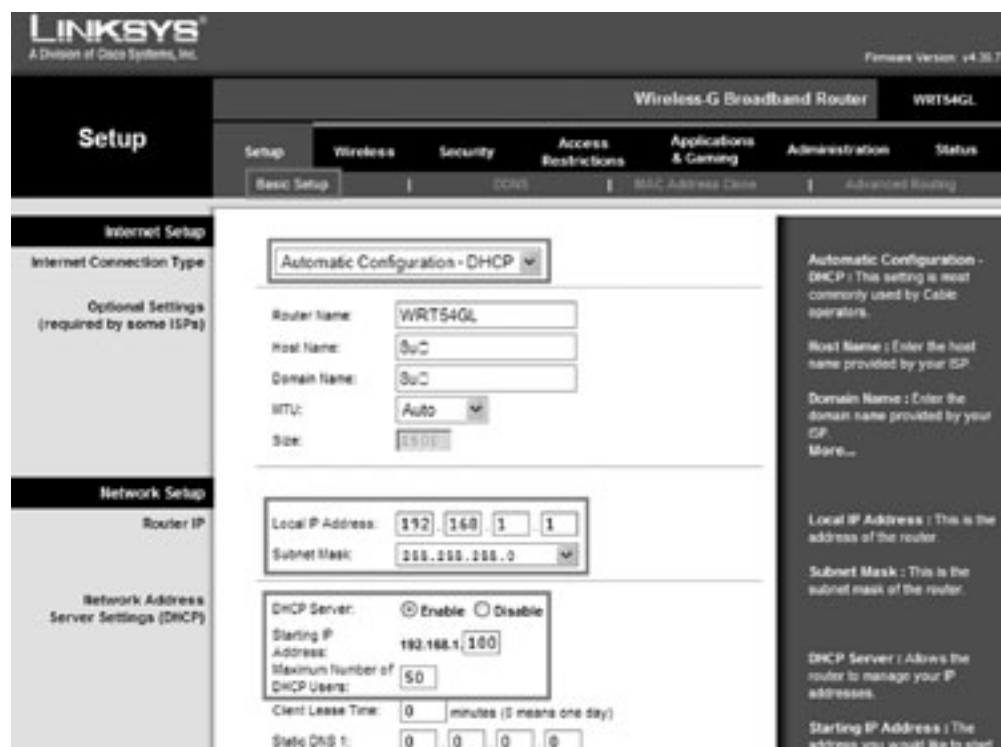 LINKSYS®
A Division of Cisco Systems, Inc.
Firmware Version: v4.30.7
Wireless-G Broadband Router
WRT54GL
Setup
Setup
Wireless
Security
Access Restrictions
Applications & Gaming
Administration
Status
Basic Setup
DDNS
MAC Address Clone
Advanced Routing
Internet Setup
Internet Connection Type
Automatic Configuration - DHCP
Optional Settings
(required by some ISPs)
Router Name: WRT54GL
Host Name:
Domain Name:
MTU: Auto
Size: 1500
Network Setup
Router IP
Local IP Address: 192 . 168 . 1 . 1
Subnet Mask: 255.255.255.0
Network Address
Server Settings (DHCP)
DHCP Server: Enable Disable
Starting IP
Address: 192.168.1. 100
Maximum Number of
DHCP Users: 50
Client Lease Time: 0 minutes (0 means one day)
Static DNS 1: 0 . 0 . 0 . 0
Automatic Configuration -
DHCP : This setting is most
commonly used by Cable
operators.
Host Name : Enter the host
name provided by your ISP.
Domain Name : Enter the
domain name provided by your
ISP.
More...
Local IP Address : This is the
address of the router.
Subnet Mask : This is the
subnet mask of the router.
DHCP Server : Allows the
router to manage your IP
addresses.
Starting IP Address : The
address you would like to start